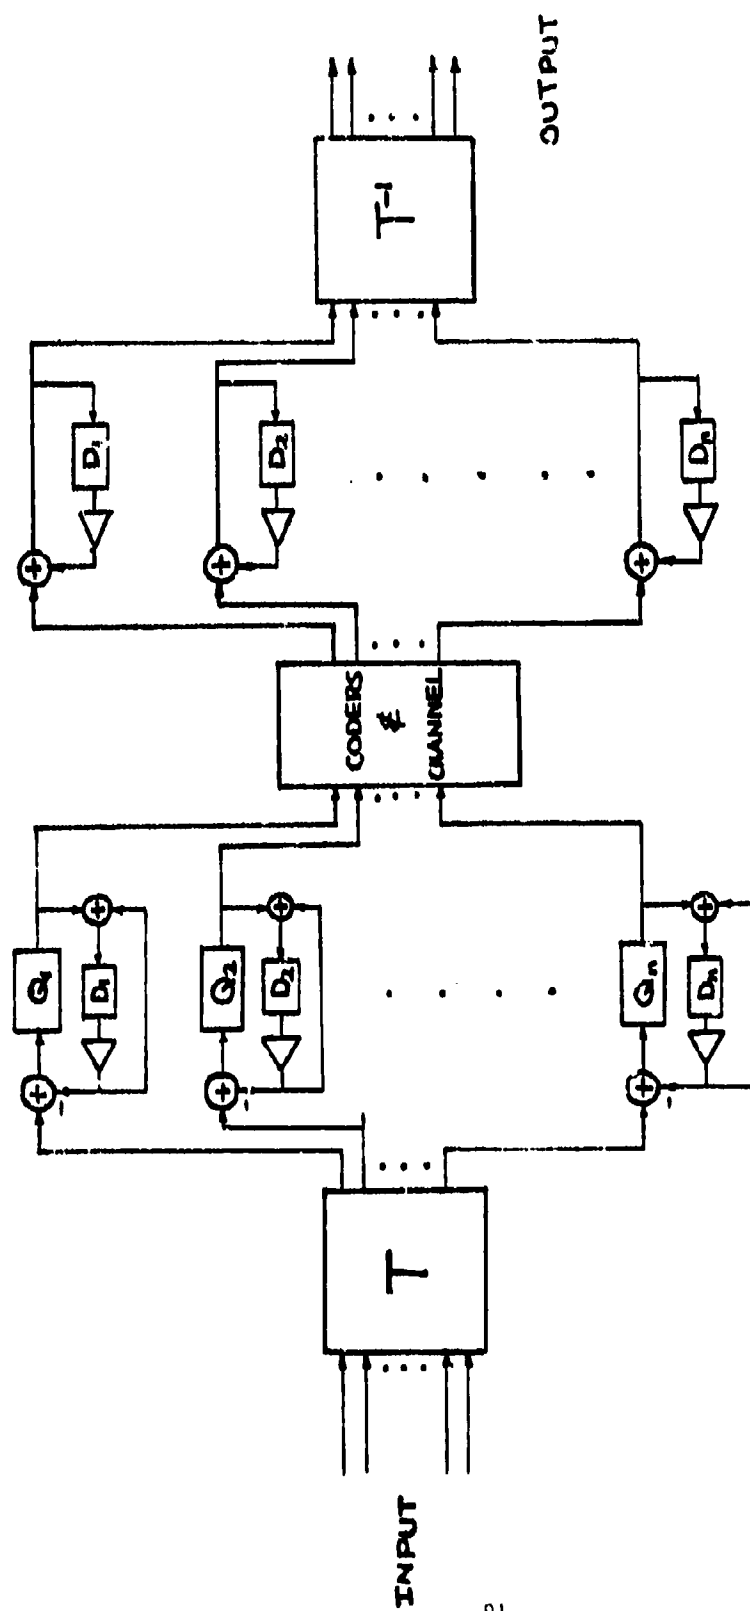 INPUT
T
Q1
D1
Q2
D2
Qn
Dn
CODERS
&
CHANNEL
D1
D2
Dn
T-1
OUTPUT